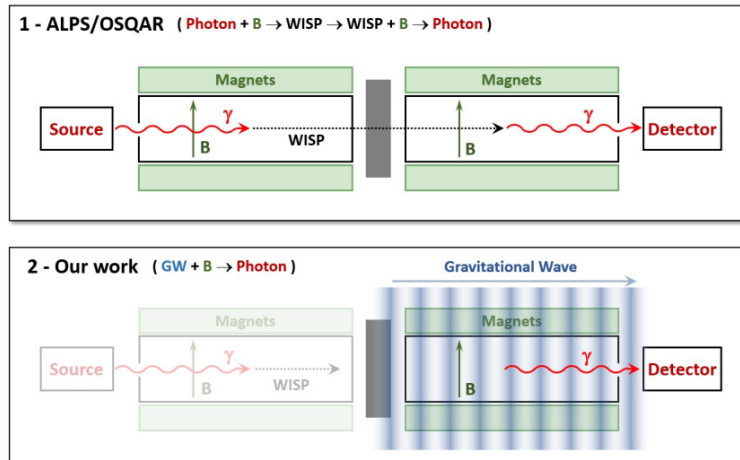 1 - ALPS/OSQAR ( Photon + B → WISP → WISP + B → Photon )
Magnets Magnets
Source γ WISP B B γ Detector
2 - Our work ( GW + B → Photon ) Gravitational Wave
Magnets Magnets
Source γ WISP B B γ Detector